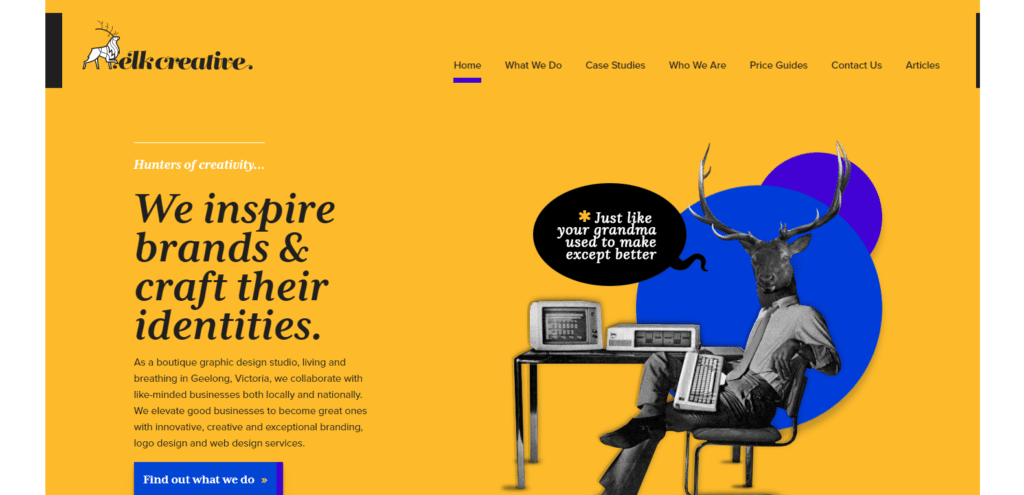 elk creative.
Home What We Do Case Studies Who We Are Price Guides Contact Us Articles
Hunters of creativity...
We inspire
brands &
craft their
identities.
As a boutique graphic design studio, living and
breathing in Geelong, Victoria, we collaborate with
like-minded businesses both locally and nationally.
We elevate good businesses to become great ones
with innovative, creative and exceptional branding,
logo design and web design services.
Find out what we do »
* Just like
your grandma
used to make
except better